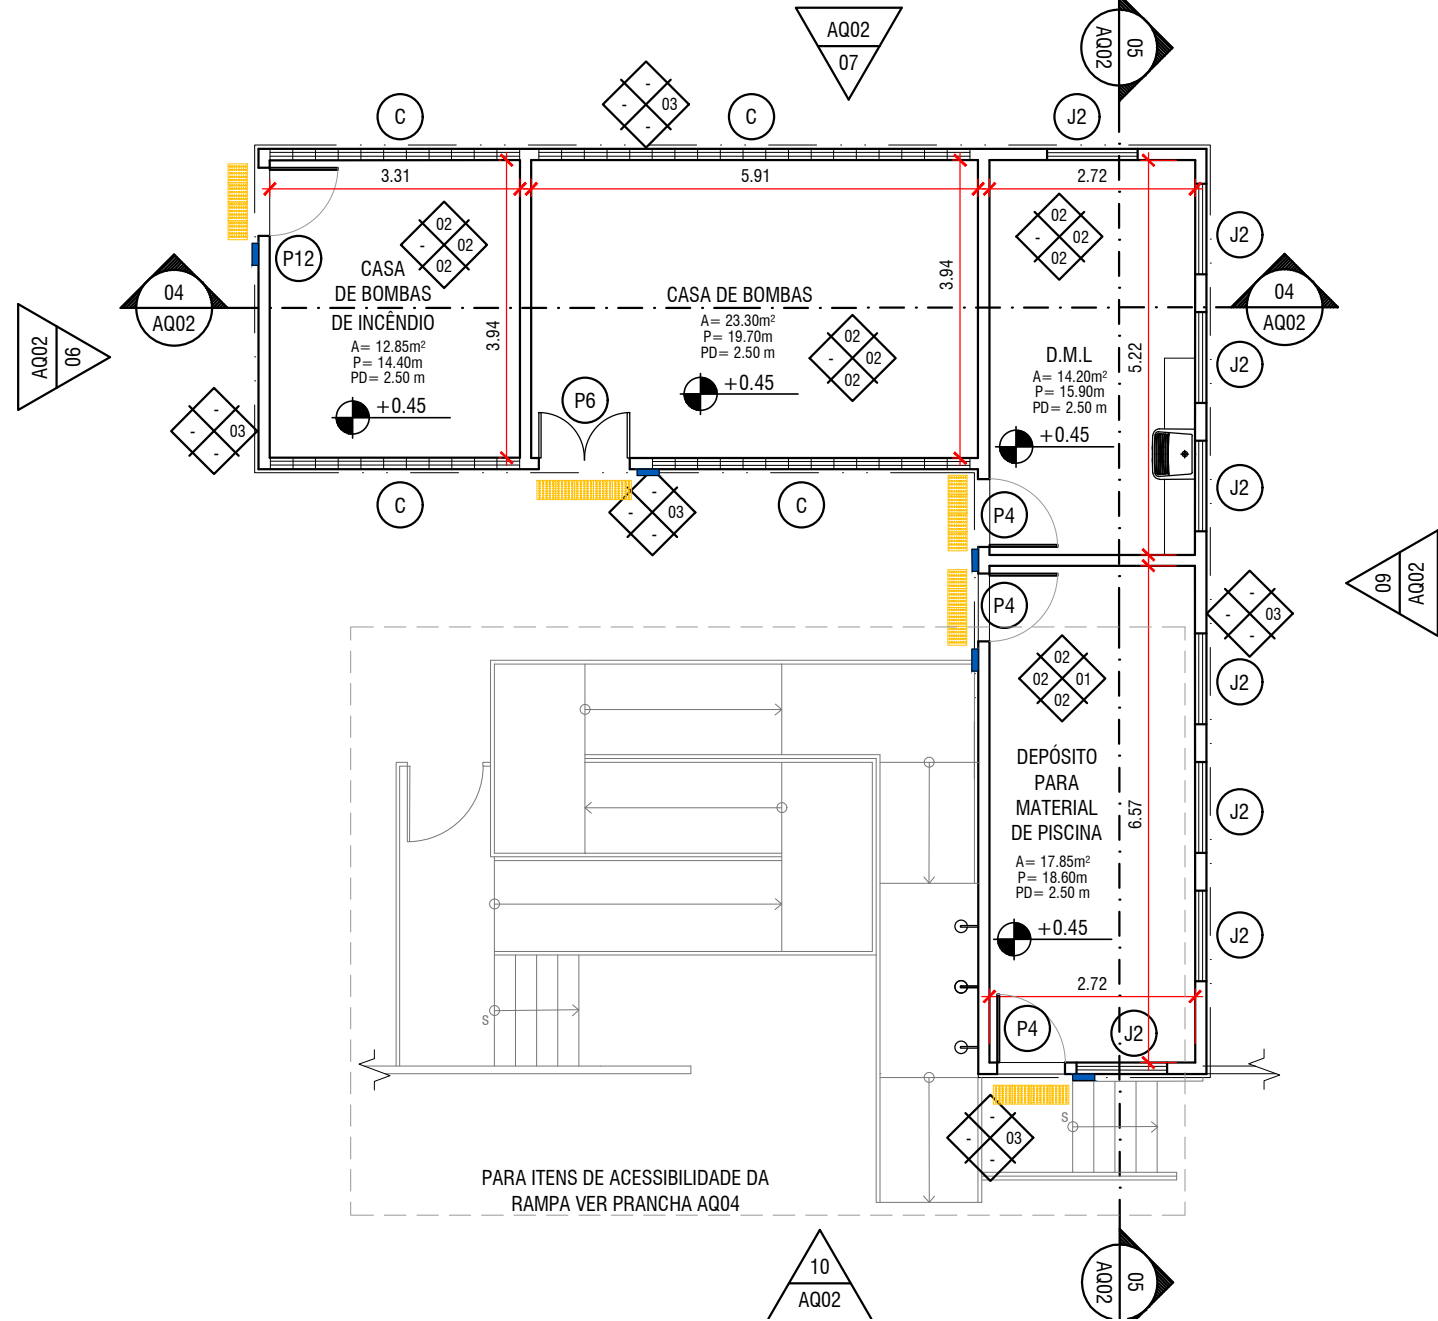 AQ02
07
05
AQ02
C
-
-
03
-
C
J2
3.31
5.91
2.72
02
-
02
02
02
-
02
02
P12
J2
CASA
DE BOMBAS
DE INCÊNDIO
A= 12.85m²
P= 14.40m
PD= 2.50 m
+0.45
3.94
CASA DE BOMBAS
A= 23.30m²
P= 19.70m
PD= 2.50 m
+0.45
3.94
02
-
02
02
P6
04
AQ02
04
AQ02
AQ02
06
D.M.L
A= 14.20m²
P= 15.90m
PD= 2.50 m
+0.45
5.22
J2
J2
-
-
03
-
C
-
-
03
-
C
P4
P4
09
AQ02
-
-
03
-
02
02
01
02
J2
DEPÓSITO
PARA
MATERIAL
DE PISCINA
A= 17.85m²
P= 18.60m
PD= 2.50 m
+0.45
6.57
J2
J2
2.72
P4
J2
S
S
-
-
03
-
PARA ITENS DE ACESSIBILIDADE DA
RAMPA VER PRANCHA AQ04
10
AQ02
05
AQ02